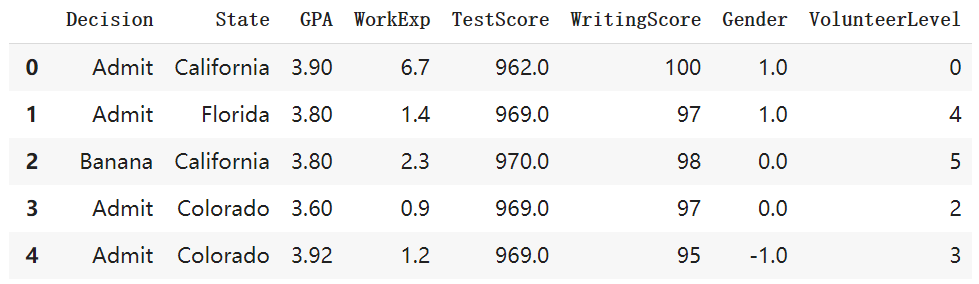 Decision State GPA WorkExp TestScore WritingScore Gender VolunteerLevel
0 Admit California 3.90 6.7 962.0 100 1.0 0
1 Admit Florida 3.80 1.4 969.0 97 1.0 4
2 Banana California 3.80 2.3 970.0 98 0.0 5
3 Admit Colorado 3.60 0.9 969.0 97 0.0 2
4 Admit Colorado 3.92 1.2 969.0 95 -1.0 3